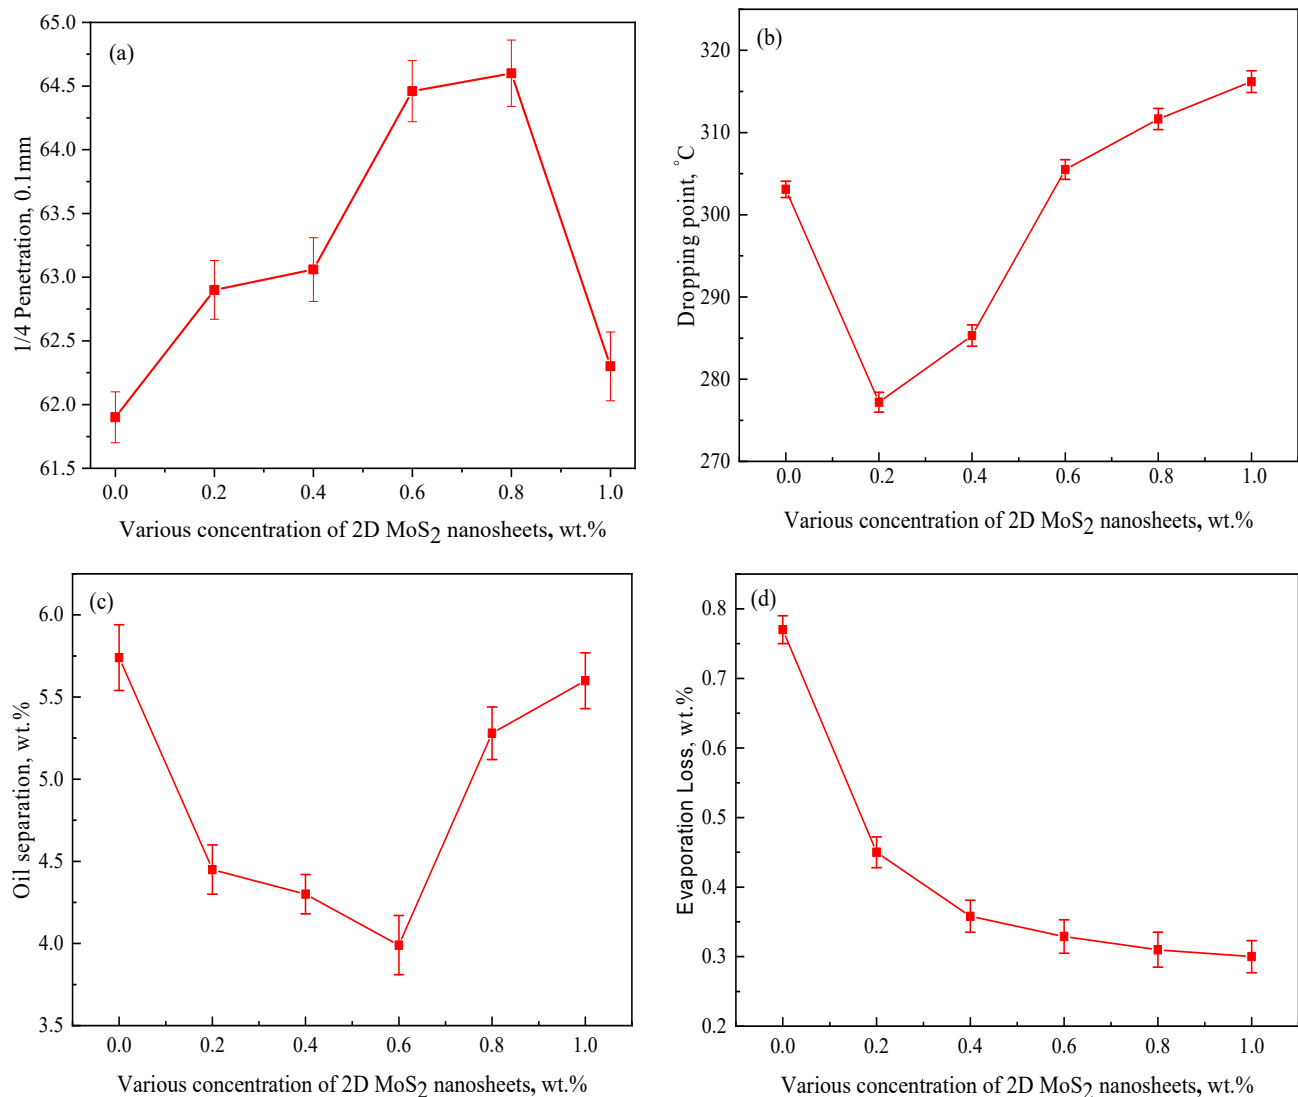 (a)
1/4 Penetration, 0.1mm
65.0
64.5
64.0
63.5
63.0
62.5
62.0
61.5
0.0 0.2 0.4 0.6 0.8 1.0
Various concentration of 2D MoS2 nanosheets, wt.%
(b)
Dropping point, °C
320
310
300
290
280
270
0.0 0.2 0.4 0.6 0.8 1.0
Various concentration of 2D MoS2 nanosheets, wt.%
(c)
Oil separation, wt.%
6.0
5.5
5.0
4.5
4.0
3.5
0.0 0.2 0.4 0.6 0.8 1.0
Various concentration of 2D MoS2 nanosheets, wt.%
(d)
Evaporation Loss, wt.%
0.8
0.7
0.6
0.5
0.4
0.3
0.2
0.0 0.2 0.4 0.6 0.8 1.0
Various concentration of 2D MoS2 nanosheets, wt.%